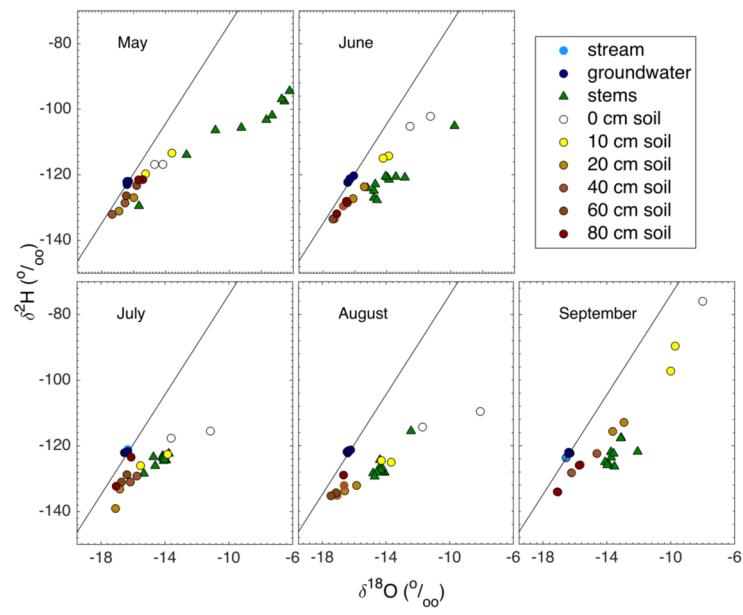 May
June
stream
groundwater
stems
0 cm soil
10 cm soil
20 cm soil
40 cm soil
60 cm soil
80 cm soil
-80
-100
-120
-140
δ²H (º/ₒₒ)
July
August
September
-80
-100
-120
-140
-18 -14 -10 -6
-18 -14 -10 -6
-18 -14 -10 -6
δ¹⁸O (º/ₒₒ)